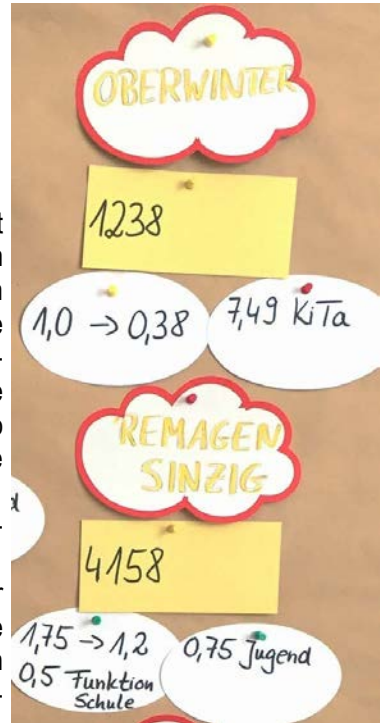 OBERWINTER
1238
1,0 → 0,38
7,49 KiTa
REMAGEN
SINZIG
4158
1,75 → 1,2
0,5 Funktion
Schule
0,75 Jugend